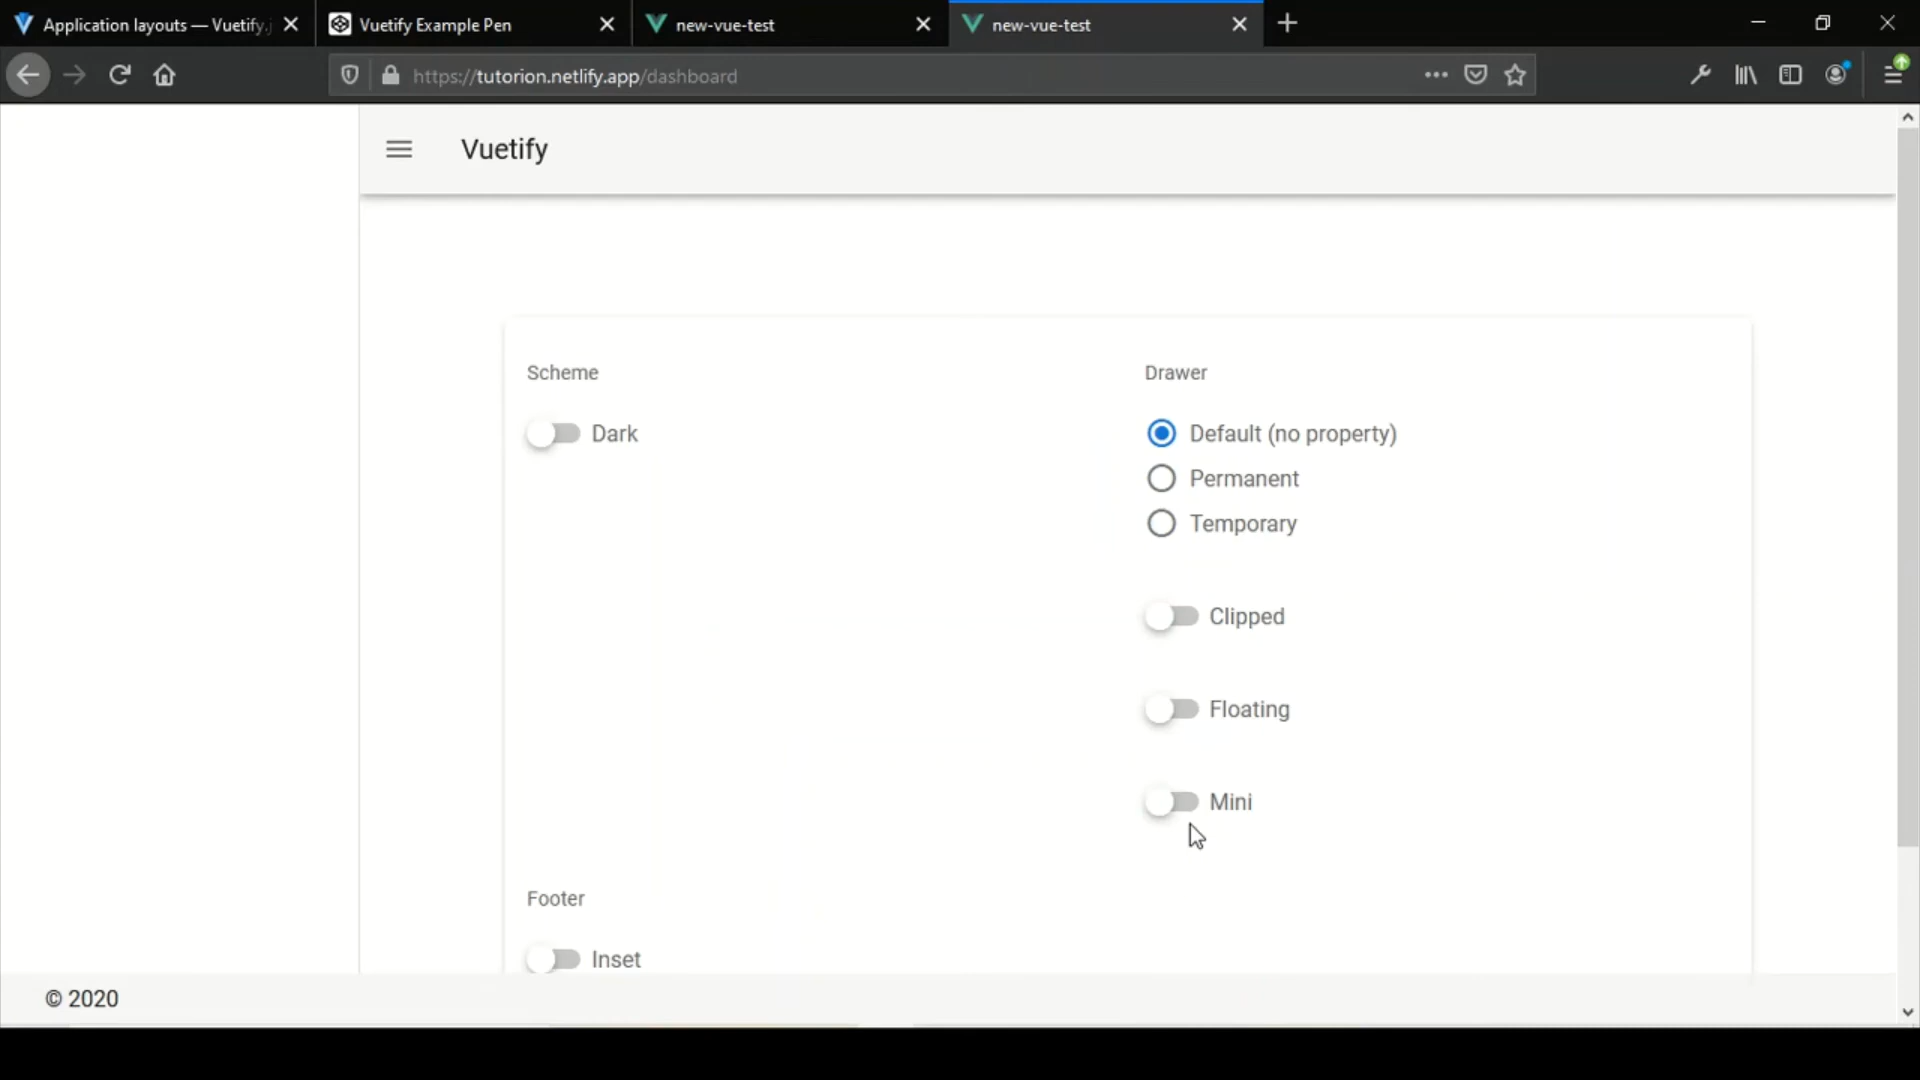 Application layouts — Vuetify.j
Vuetify Example Pen
new-vue-test
new-vue-test
https://tutorion.netlify.app/dashboard
Vuetify
Scheme
Drawer
Dark
Default (no property)
Permanent
Temporary
Clipped
Floating
Mini
Footer
Inset
© 2020